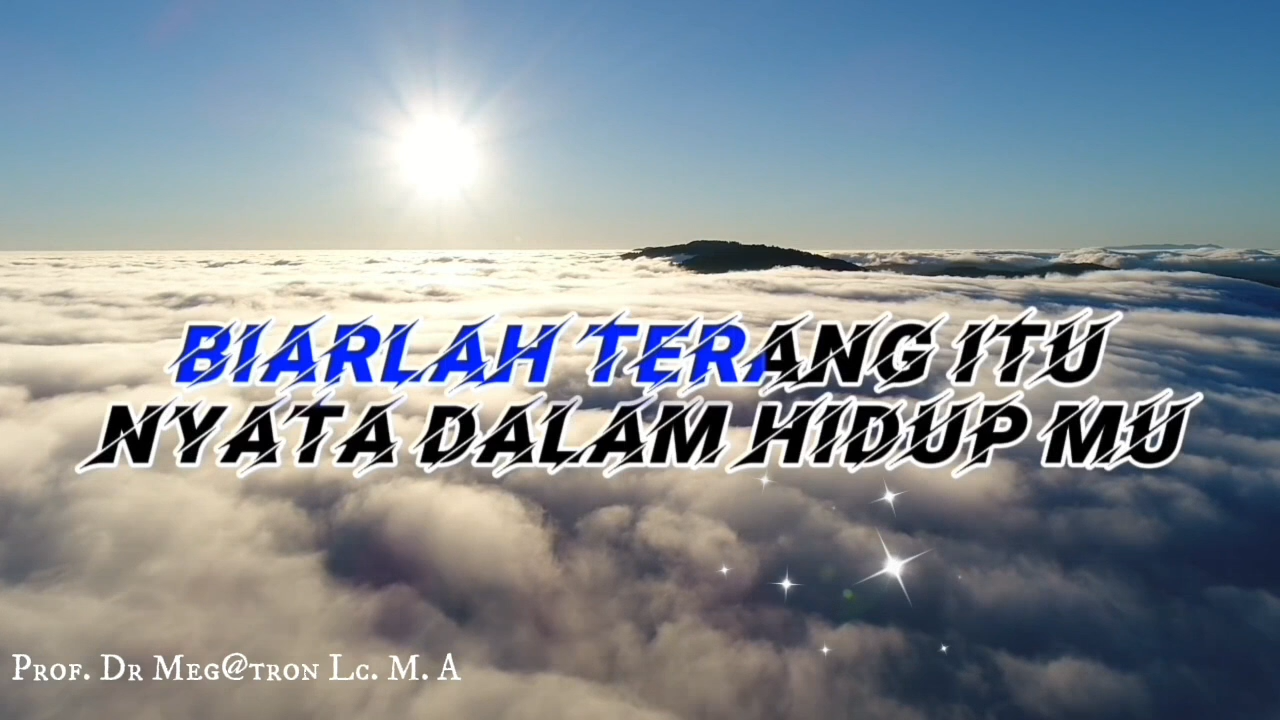 BIARLAH TERANG ITU
NYATA DALAM HIDUP MU
Prof. Dr Meg@tron Lc. M. A